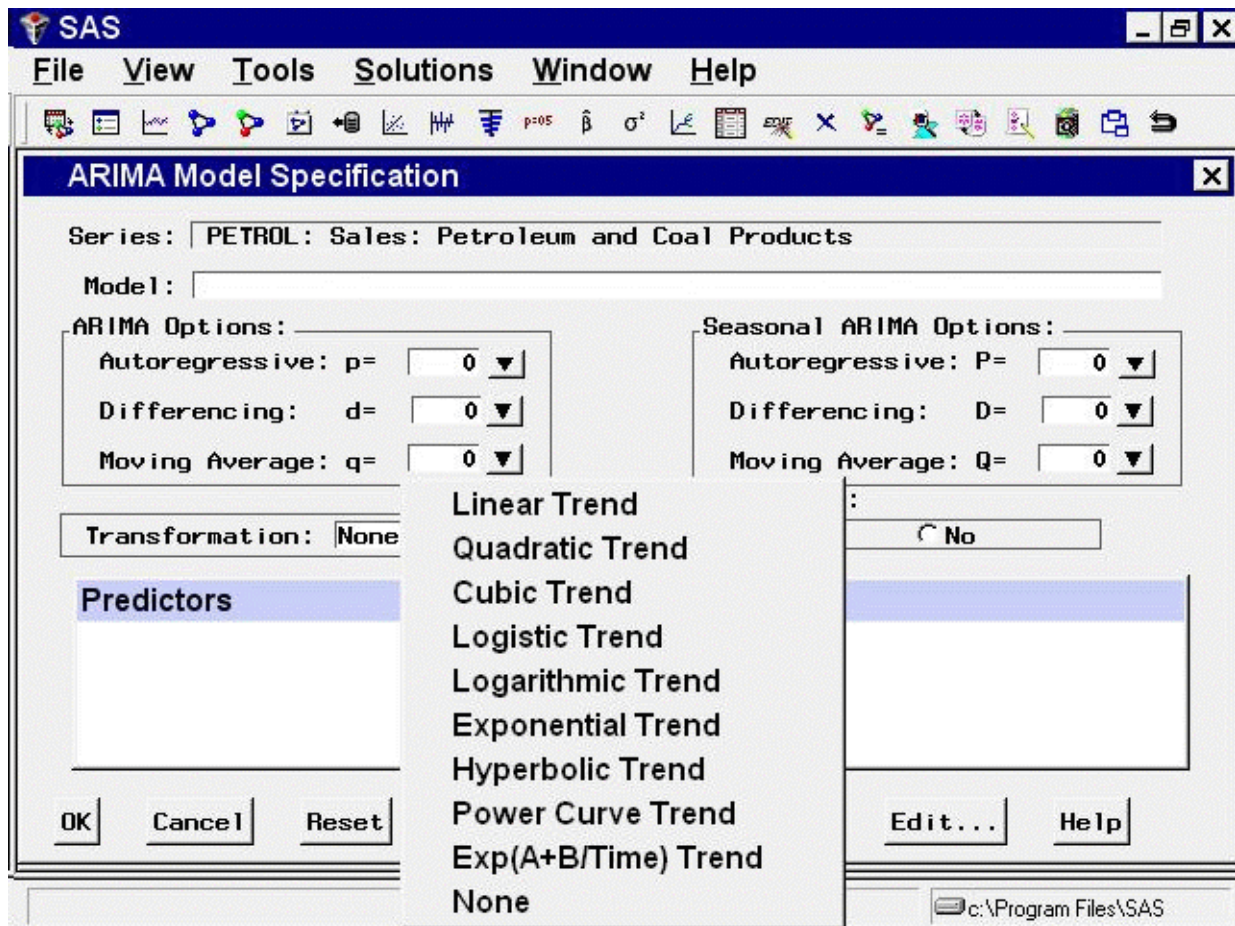 SAS
File View Tools Solutions Window Help
p=05 β̂ σ² EDIT
ARIMA Model Specification
Series: PETROL: Sales: Petroleum and Coal Products
Model:
ARIMA Options: Seasonal ARIMA Options:
Autoregressive: p= 0 Autoregressive: P= 0
Differencing: d= 0 Differencing: D= 0
Moving Average: q= 0 Moving Average: Q= 0
:
Transformation: None No
Predictors
Linear Trend
Quadratic Trend
Cubic Trend
Logistic Trend
Logarithmic Trend
Exponential Trend
Hyperbolic Trend
Power Curve Trend
Exp(A+B/Time) Trend
None
OK Cancel Reset Edit... Help
c:\Program Files\SAS